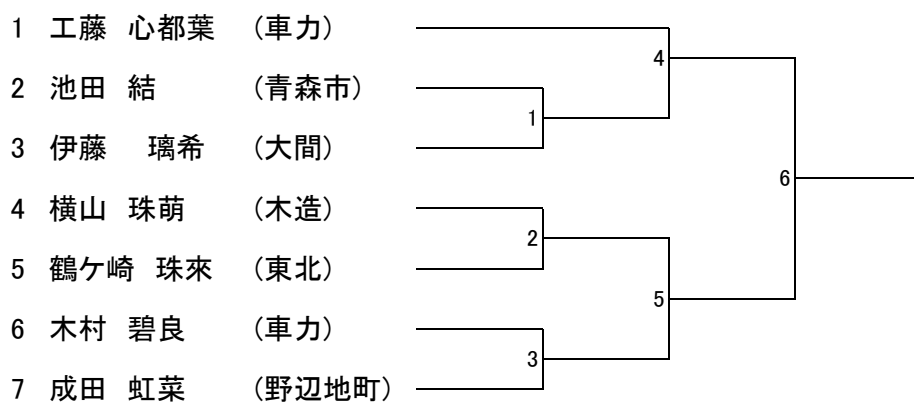 1 工藤 心都葉 (車力)
4
2 池田 結 (青森市)
1
3 伊藤 璃希 (大間)
6
4 横山 珠萌 (木造)
2
5 鶴ケ崎 珠來 (東北)
5
6 木村 碧良 (車力)
3
7 成田 虹菜 (野辺地町)